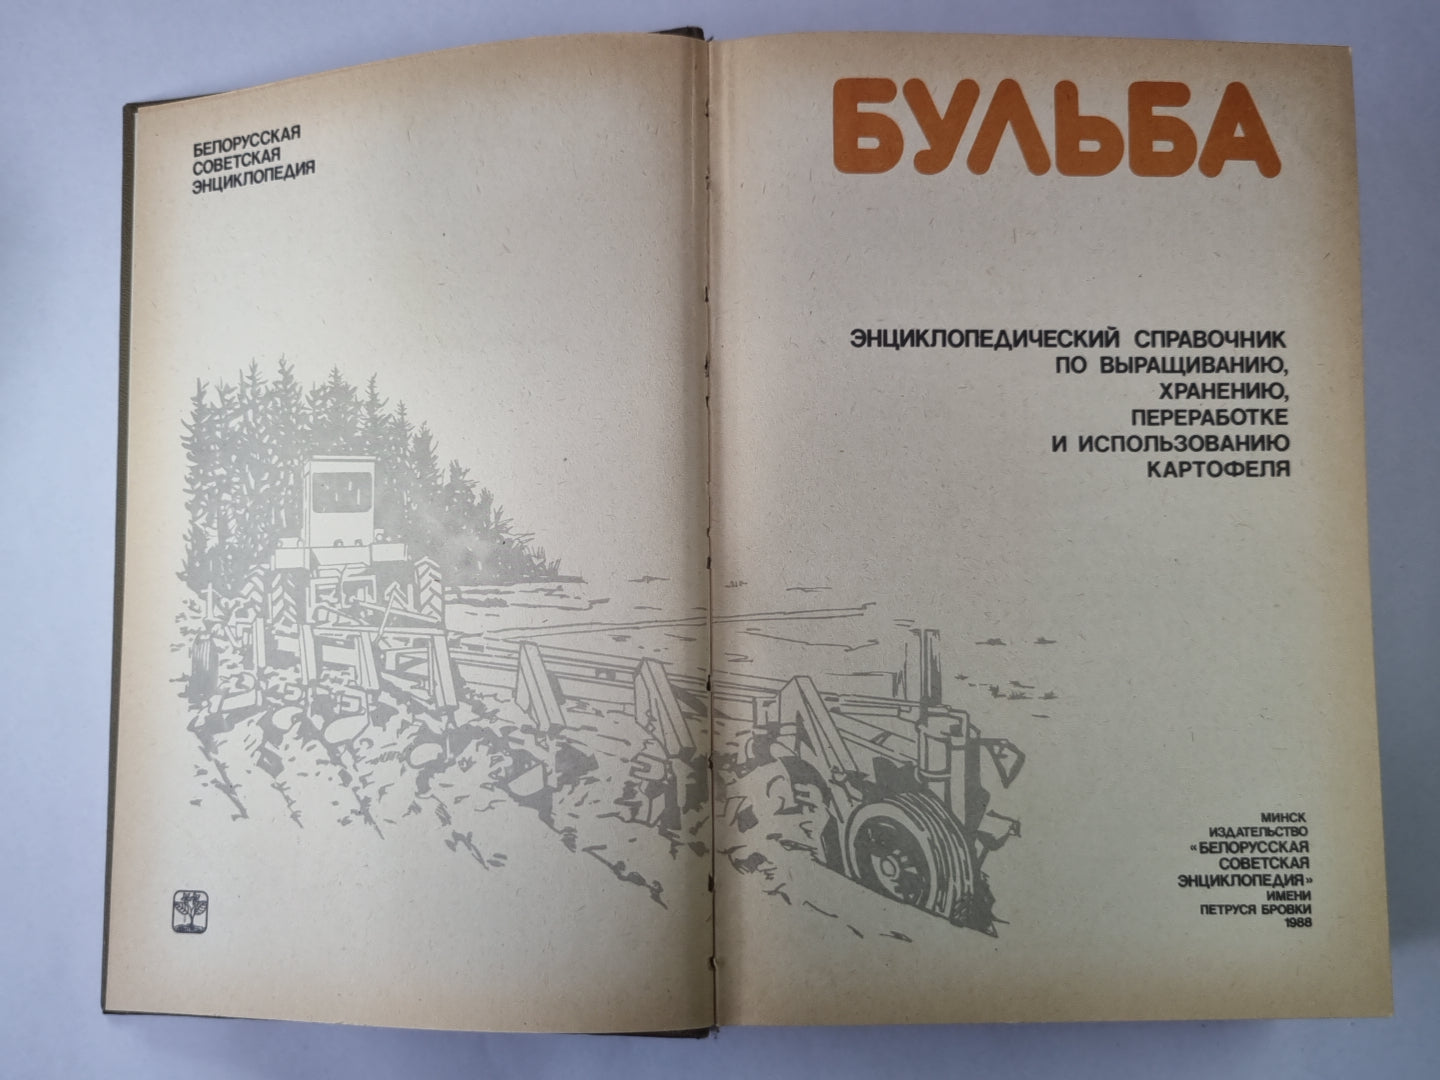 БЕЛОРУССКАЯ
СОВЕТСКАЯ
ЭНЦИКЛОПЕДИЯ
БУЛЬБА
ЭНЦИКЛОПЕДИЧЕСКИЙ СПРАВОЧНИК
ПО ВЫРАЩИВАНИЮ,
ХРАНЕНИЮ,
ПЕРЕРАБОТКЕ
И ИСПОЛЬЗОВАНИЮ
КАРТОФЕЛЯ
МИНСК
ИЗДАТЕЛЬСТВО
«БЕЛОРУССКАЯ
СОВЕТСКАЯ
ЭНЦИКЛОПЕДИЯ»
ИМЕНИ
ПЕТРУСЯ БРОВКИ
1988